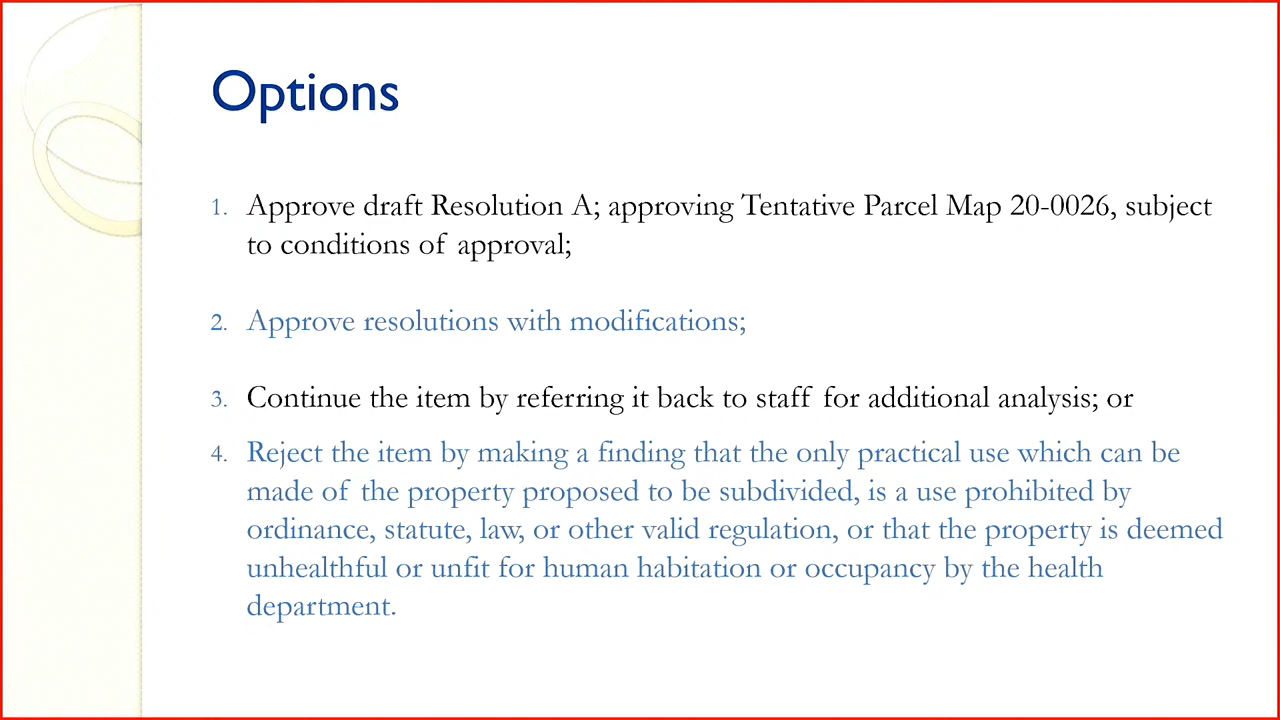 Options
1. Approve draft Resolution A; approving Tentative Parcel Map 20-0026, subject
to conditions of approval;
2. Approve resolutions with modifications;
3. Continue the item by referring it back to staff for additional analysis; or
4. Reject the item by making a finding that the only practical use which can be
made of the property proposed to be subdivided, is a use prohibited by
ordinance, statute, law, or other valid regulation, or that the property is deemed
unhealthful or unfit for human habitation or occupancy by the health
department.